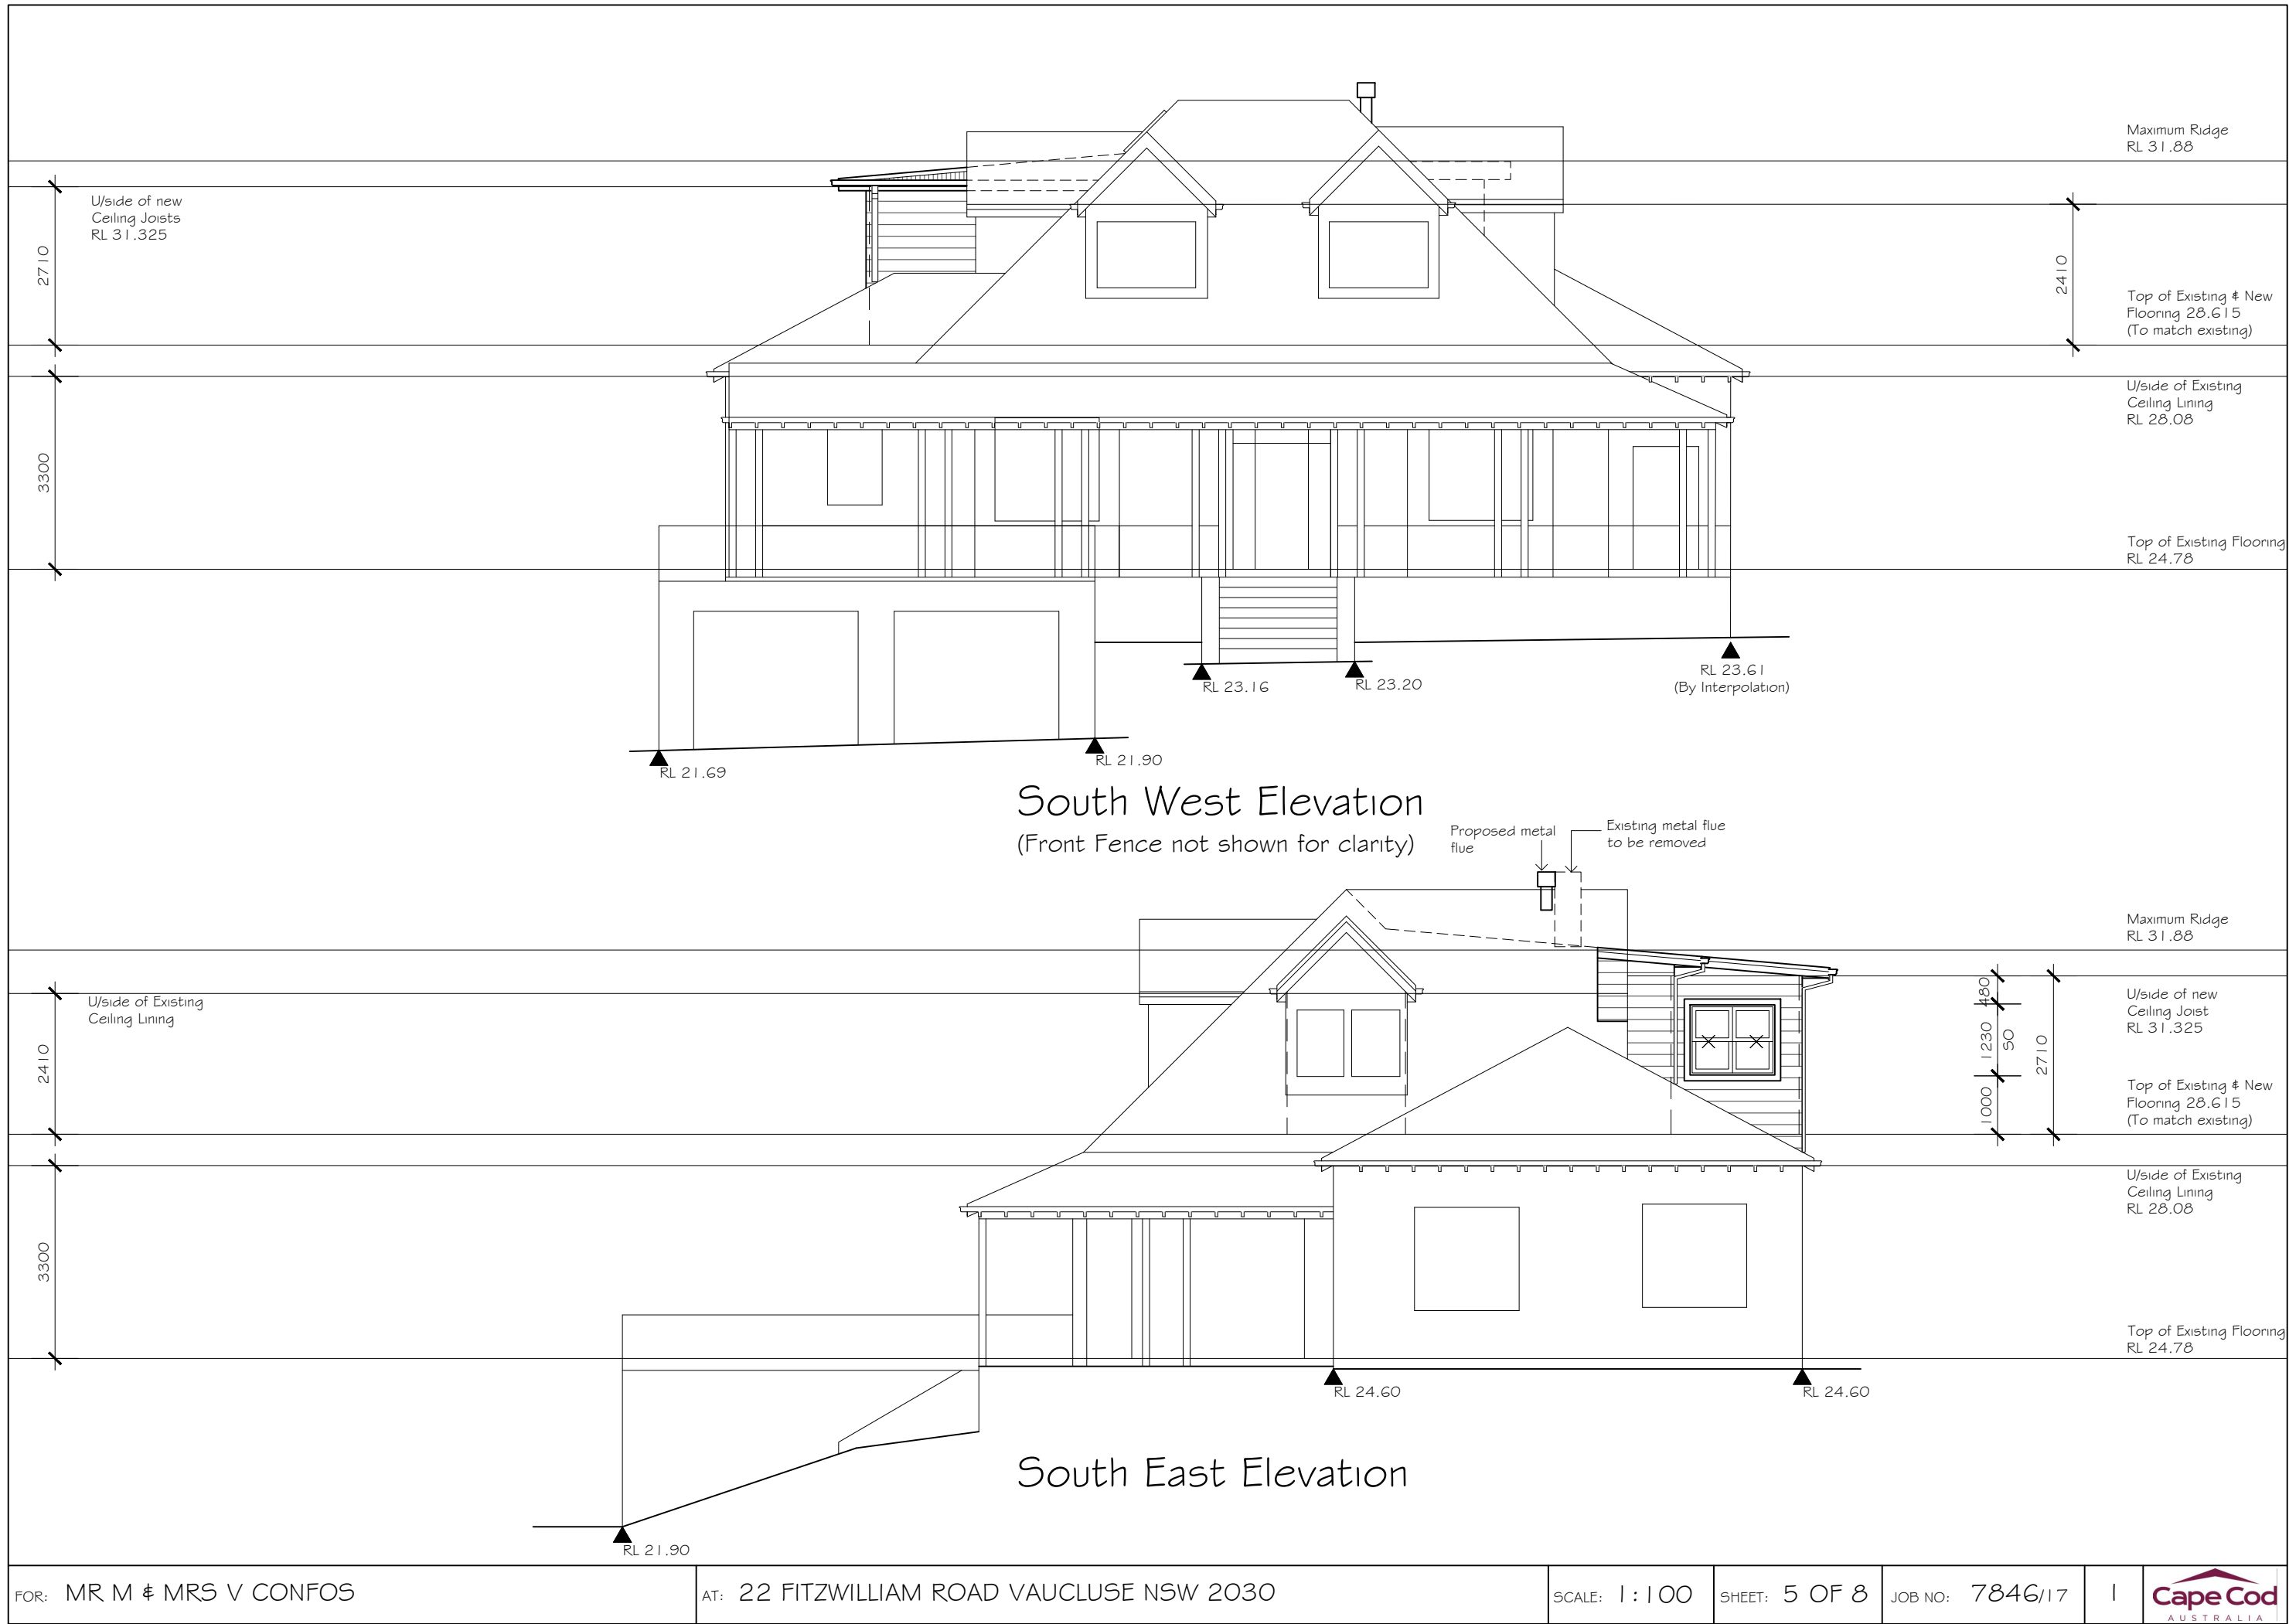 Maximum Ridge
RL 31.88
U/side of new
Ceiling Joists
RL 31.325
2710
2410
Top of Existing & New
Flooring 28.615
(To match existing)
U/side of Existing
Ceiling Lining
RL 28.08
3300
Top of Existing Flooring
RL 24.78
RL 23.16
RL 23.20
RL 23.61
(By Interpolation)
RL 21.69
RL 21.90
South West Elevation
(Front Fence not shown for clarity)
Proposed metal
flue
Existing metal flue
to be removed
Maximum Ridge
RL 31.88
U/side of Existing
Ceiling Lining
2410
480
1230
50
1000
2710
U/side of new
Ceiling Joist
RL 31.325
Top of Existing & New
Flooring 28.615
(To match existing)
U/side of Existing
Ceiling Lining
RL 28.08
3300
Top of Existing Flooring
RL 24.78
RL 24.60
RL 24.60
South East Elevation
RL 21.90
FOR: MR M & MRS V CONFOS
AT: 22 FITZWILLIAM ROAD VAUCLUSE NSW 2030
SCALE: 1:100
SHEET: 5 OF 8
JOB NO: 7846/17
1
Cape Cod
AUSTRALIA